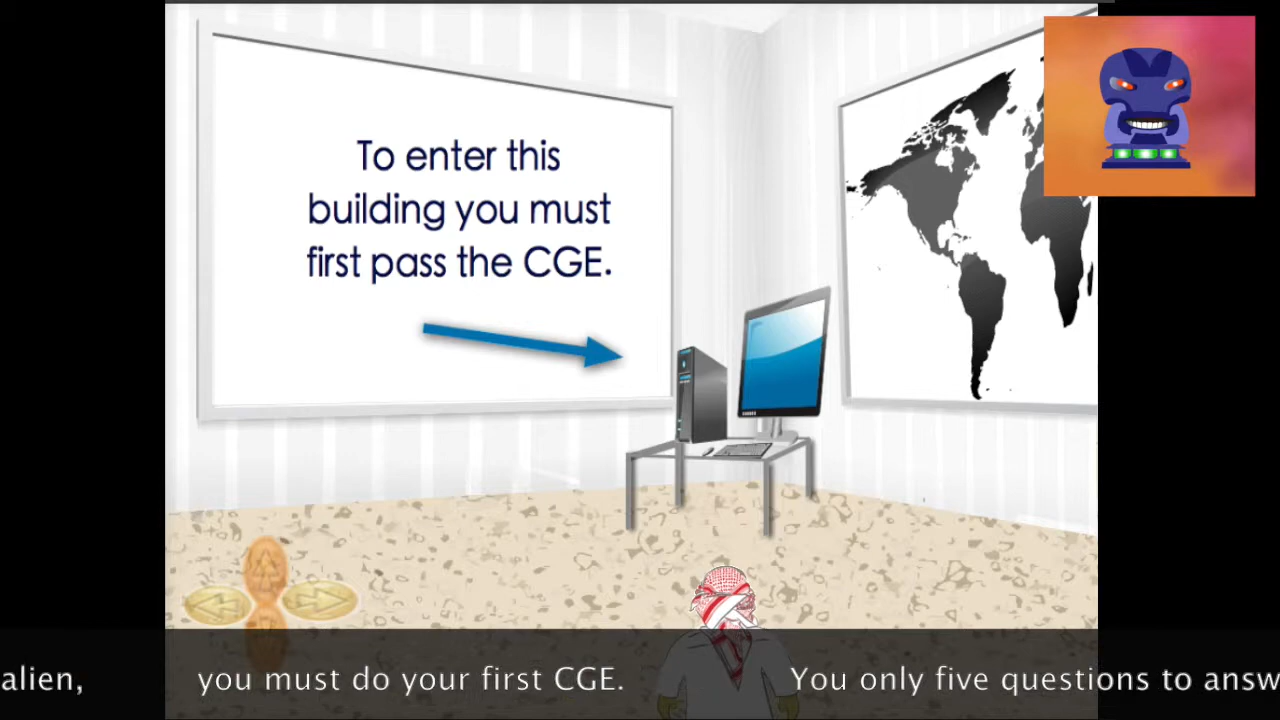 To enter this
building you must
first pass the CGE.
alien, you must do your first CGE. You only five questions to answ